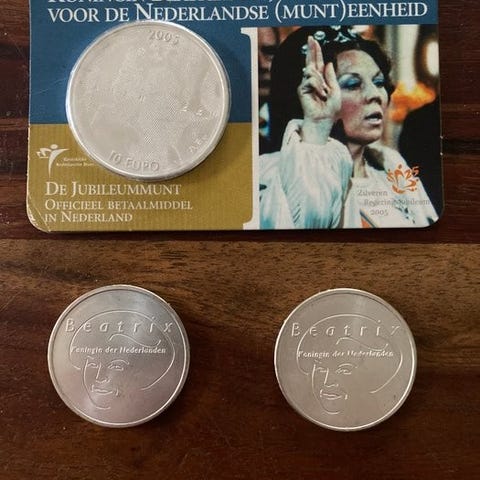 VOOR DE NEDERLANDSE (MUNT)EENHEID
2005
10 EURO
DE JUBILEUMMUNT
OFFICIEEL BETAALMIDDEL
IN NEDERLAND
Zilveren
Regeringsjubileum
2005
Beatrix
Koningin der Nederlanden
Beatrix
Koningin der Nederlanden